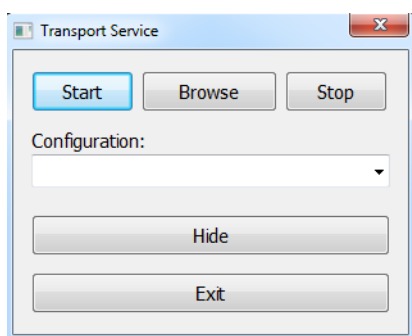 Transport Service
Start Browse Stop
Configuration:
Hide
Exit